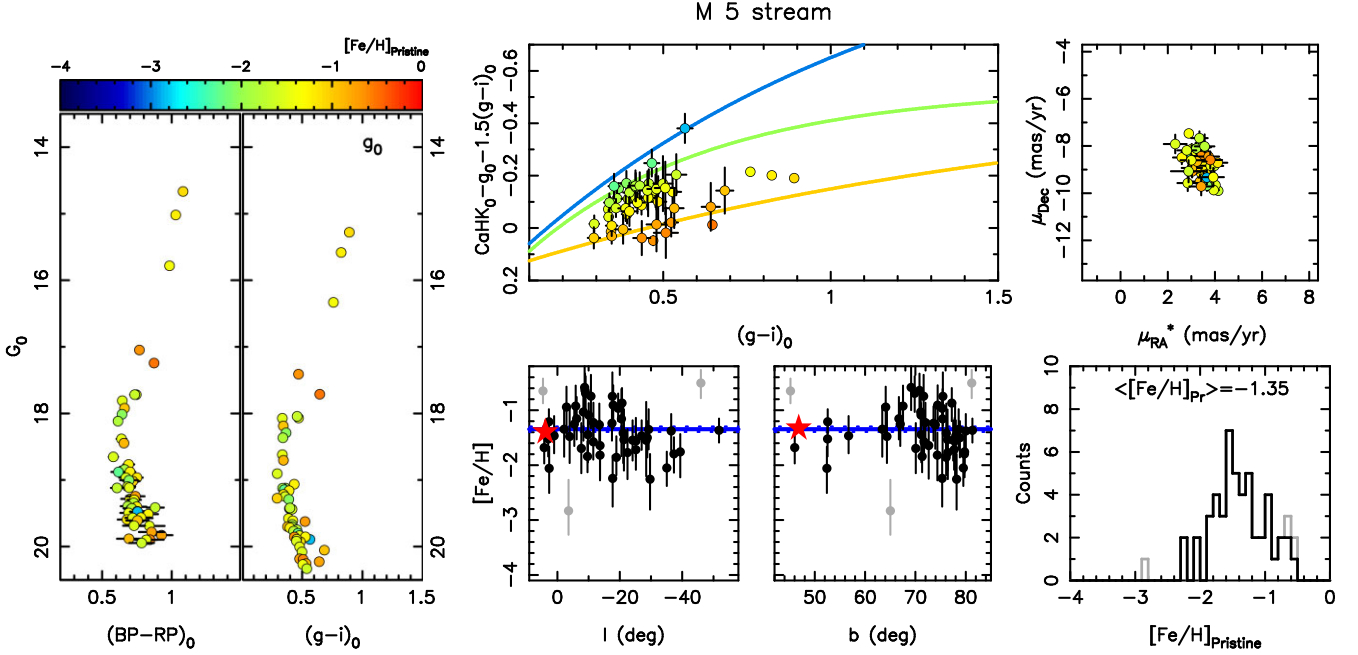 M 5 stream
[Fe/H]Pristine
−4 −3 −2 −1 0
14 16 18 20
G0
0.5 1
(BP−RP)0
g0
14 16 18 20
0.5 1 1.5
(g−i)0
−0.6 −0.4 −0.2 0 0.2
CaHK0−g0−1.5(g−i)0
0.5 1 1.5
(g−i)0
−4 −6 −8 −10 −12
μDec (mas/yr)
0 2 4 6 8
μRA* (mas/yr)
−1 −2 −3 −4
[Fe/H]
0 −20 −40
l (deg)
50 60 70 80
b (deg)
<[Fe/H]Pr>=−1.35
10 8 6 4 2 0
Counts
−4 −3 −2 −1 0
[Fe/H]Pristine